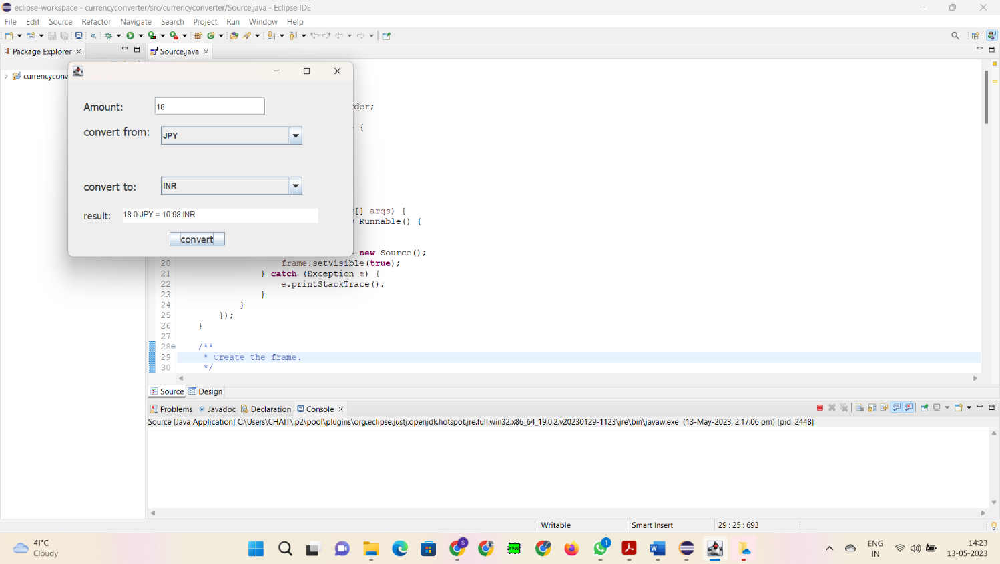 eclipse-workspace - currencyconverter/src/currencyconverter/Source.java - Eclipse IDE
File Edit Source Refactor Navigate Search Project Run Window Help
Package Explorer
Source.java
currencyconv
Amount: 18
convert from: JPY
convert to: INR
result: 18.0 JPY = 10.98 INR
convert
rder;
{
[] args) {
Runnable() {
new Source();
20 frame.setVisible(true);
21 } catch (Exception e) {
22 e.printStackTrace();
23 }
24 }
25 });
26 }
27
28 /**
29 * Create the frame.
30 */
Source Design
Problems Javadoc Declaration Console
Source [Java Application] C:\Users\CHAIT\.p2\pool\plugins\org.eclipse.justj.openjdk.hotspot.jre.full.win32.x86_64_19.0.2.v20230129-1123\jre\bin\javaw.exe (13-May-2023, 2:17:06 pm) [pid: 2448]
Writable Smart Insert 29 : 25 : 693
41°C
Cloudy
S
1
ENG
IN
14:23
13-05-2023